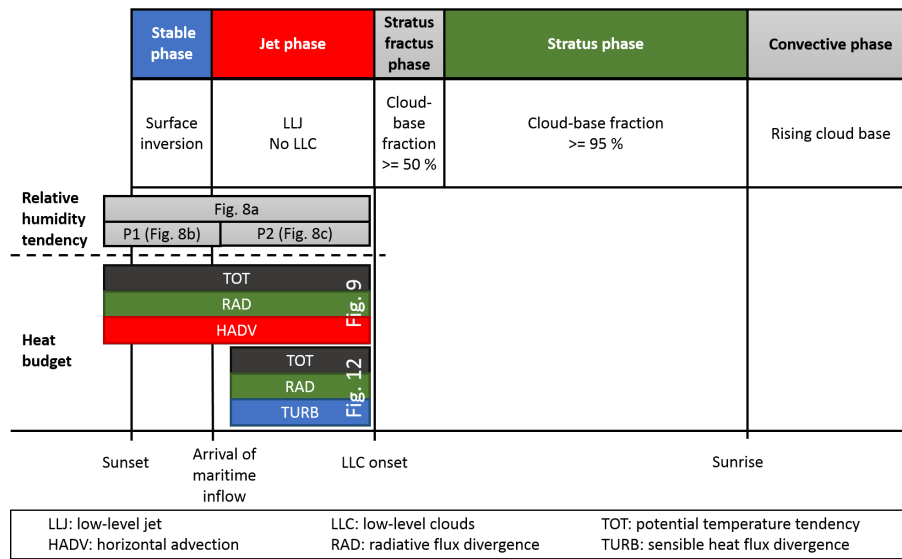 Stable
phase
Jet phase
Stratus
fractus
phase
Stratus phase
Convective phase
Surface
inversion
LLJ
No LLC
Cloud-
base
fraction
>= 50 %
Cloud-base fraction
>= 95 %
Rising cloud base
Relative
humidity
tendency
Fig. 8a
P1 (Fig. 8b)
P2 (Fig. 8c)
Heat
budget
TOT
RAD
HADV
Fig. 9
TOT
RAD
TURB
Fig. 12
Sunset
Arrival of
maritime
inflow
LLC onset
Sunrise
LLJ: low-level jet
LLC: low-level clouds
TOT: potential temperature tendency
HADV: horizontal advection
RAD: radiative flux divergence
TURB: sensible heat flux divergence